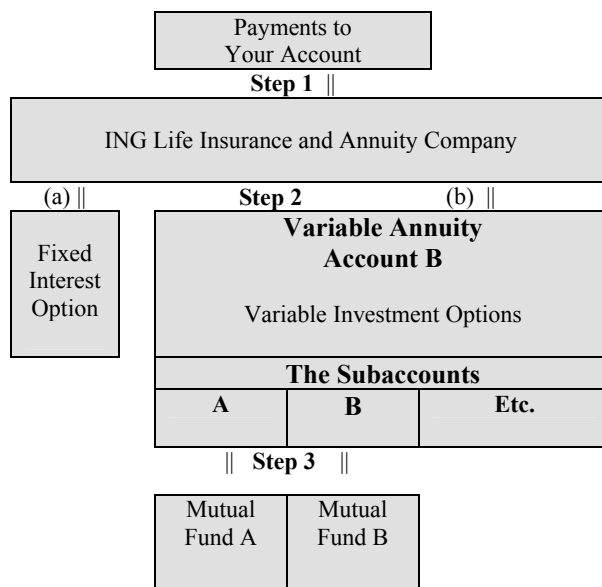 Payments to
Your Account
Step 1 ||
ING Life Insurance and Annuity Company
(a) || Step 2 (b) ||
Fixed
Interest
Option
Variable Annuity
Account B
Variable Investment Options
The Subaccounts
A B Etc.
|| Step 3 ||
Mutual
Fund A
Mutual
Fund B